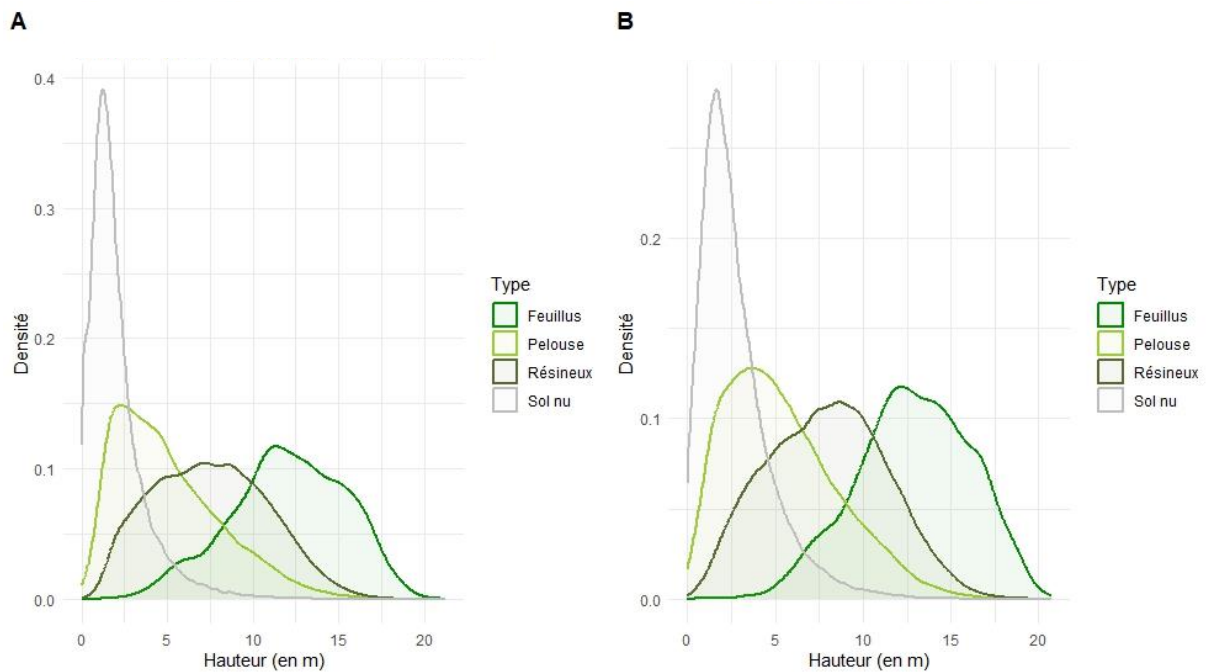 A
B
0.4
0.3
0.2
0.1
0.0
Densité
0 5 10 15 20
Hauteur (en m)
Type
Feuillus
Pelouse
Résineux
Sol nu
0.2
0.1
0.0
Densité
0 5 10 15 20
Hauteur (en m)
Type
Feuillus
Pelouse
Résineux
Sol nu